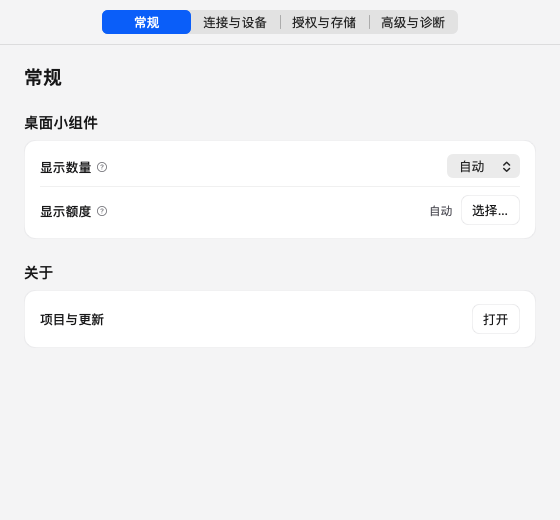 常规 连接与设备 授权与存储 高级与诊断
常规
桌面小组件
显示数量 ? 自动
显示额度 ? 自动 选择...
关于
项目与更新 打开